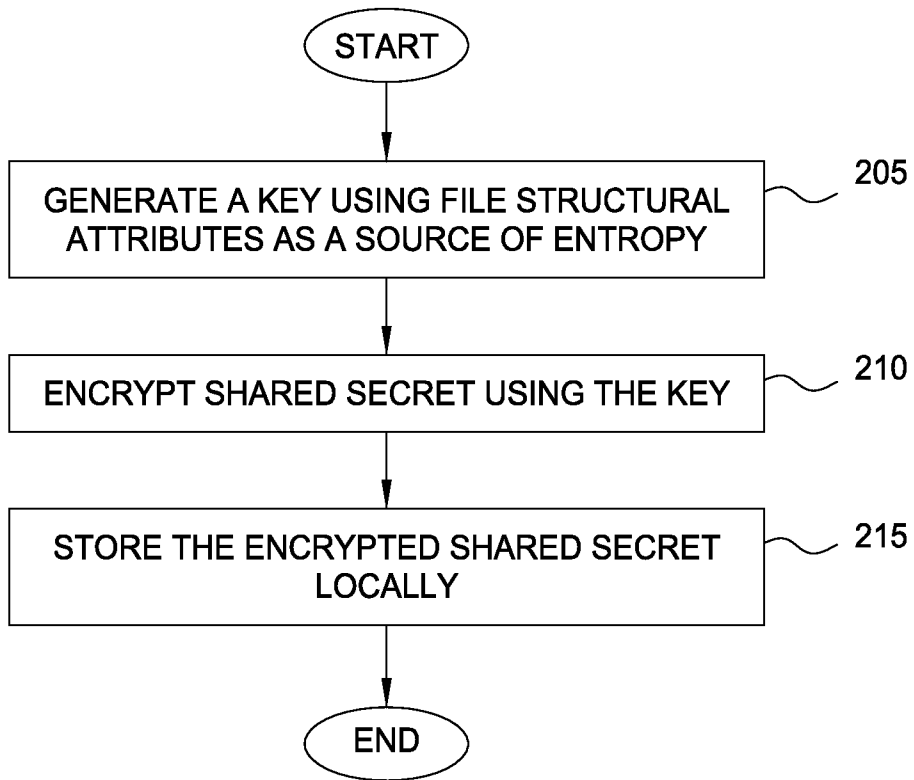 START
GENERATE A KEY USING FILE STRUCTURAL
ATTRIBUTES AS A SOURCE OF ENTROPY
205
ENCRYPT SHARED SECRET USING THE KEY
210
STORE THE ENCRYPTED SHARED SECRET
LOCALLY
215
END